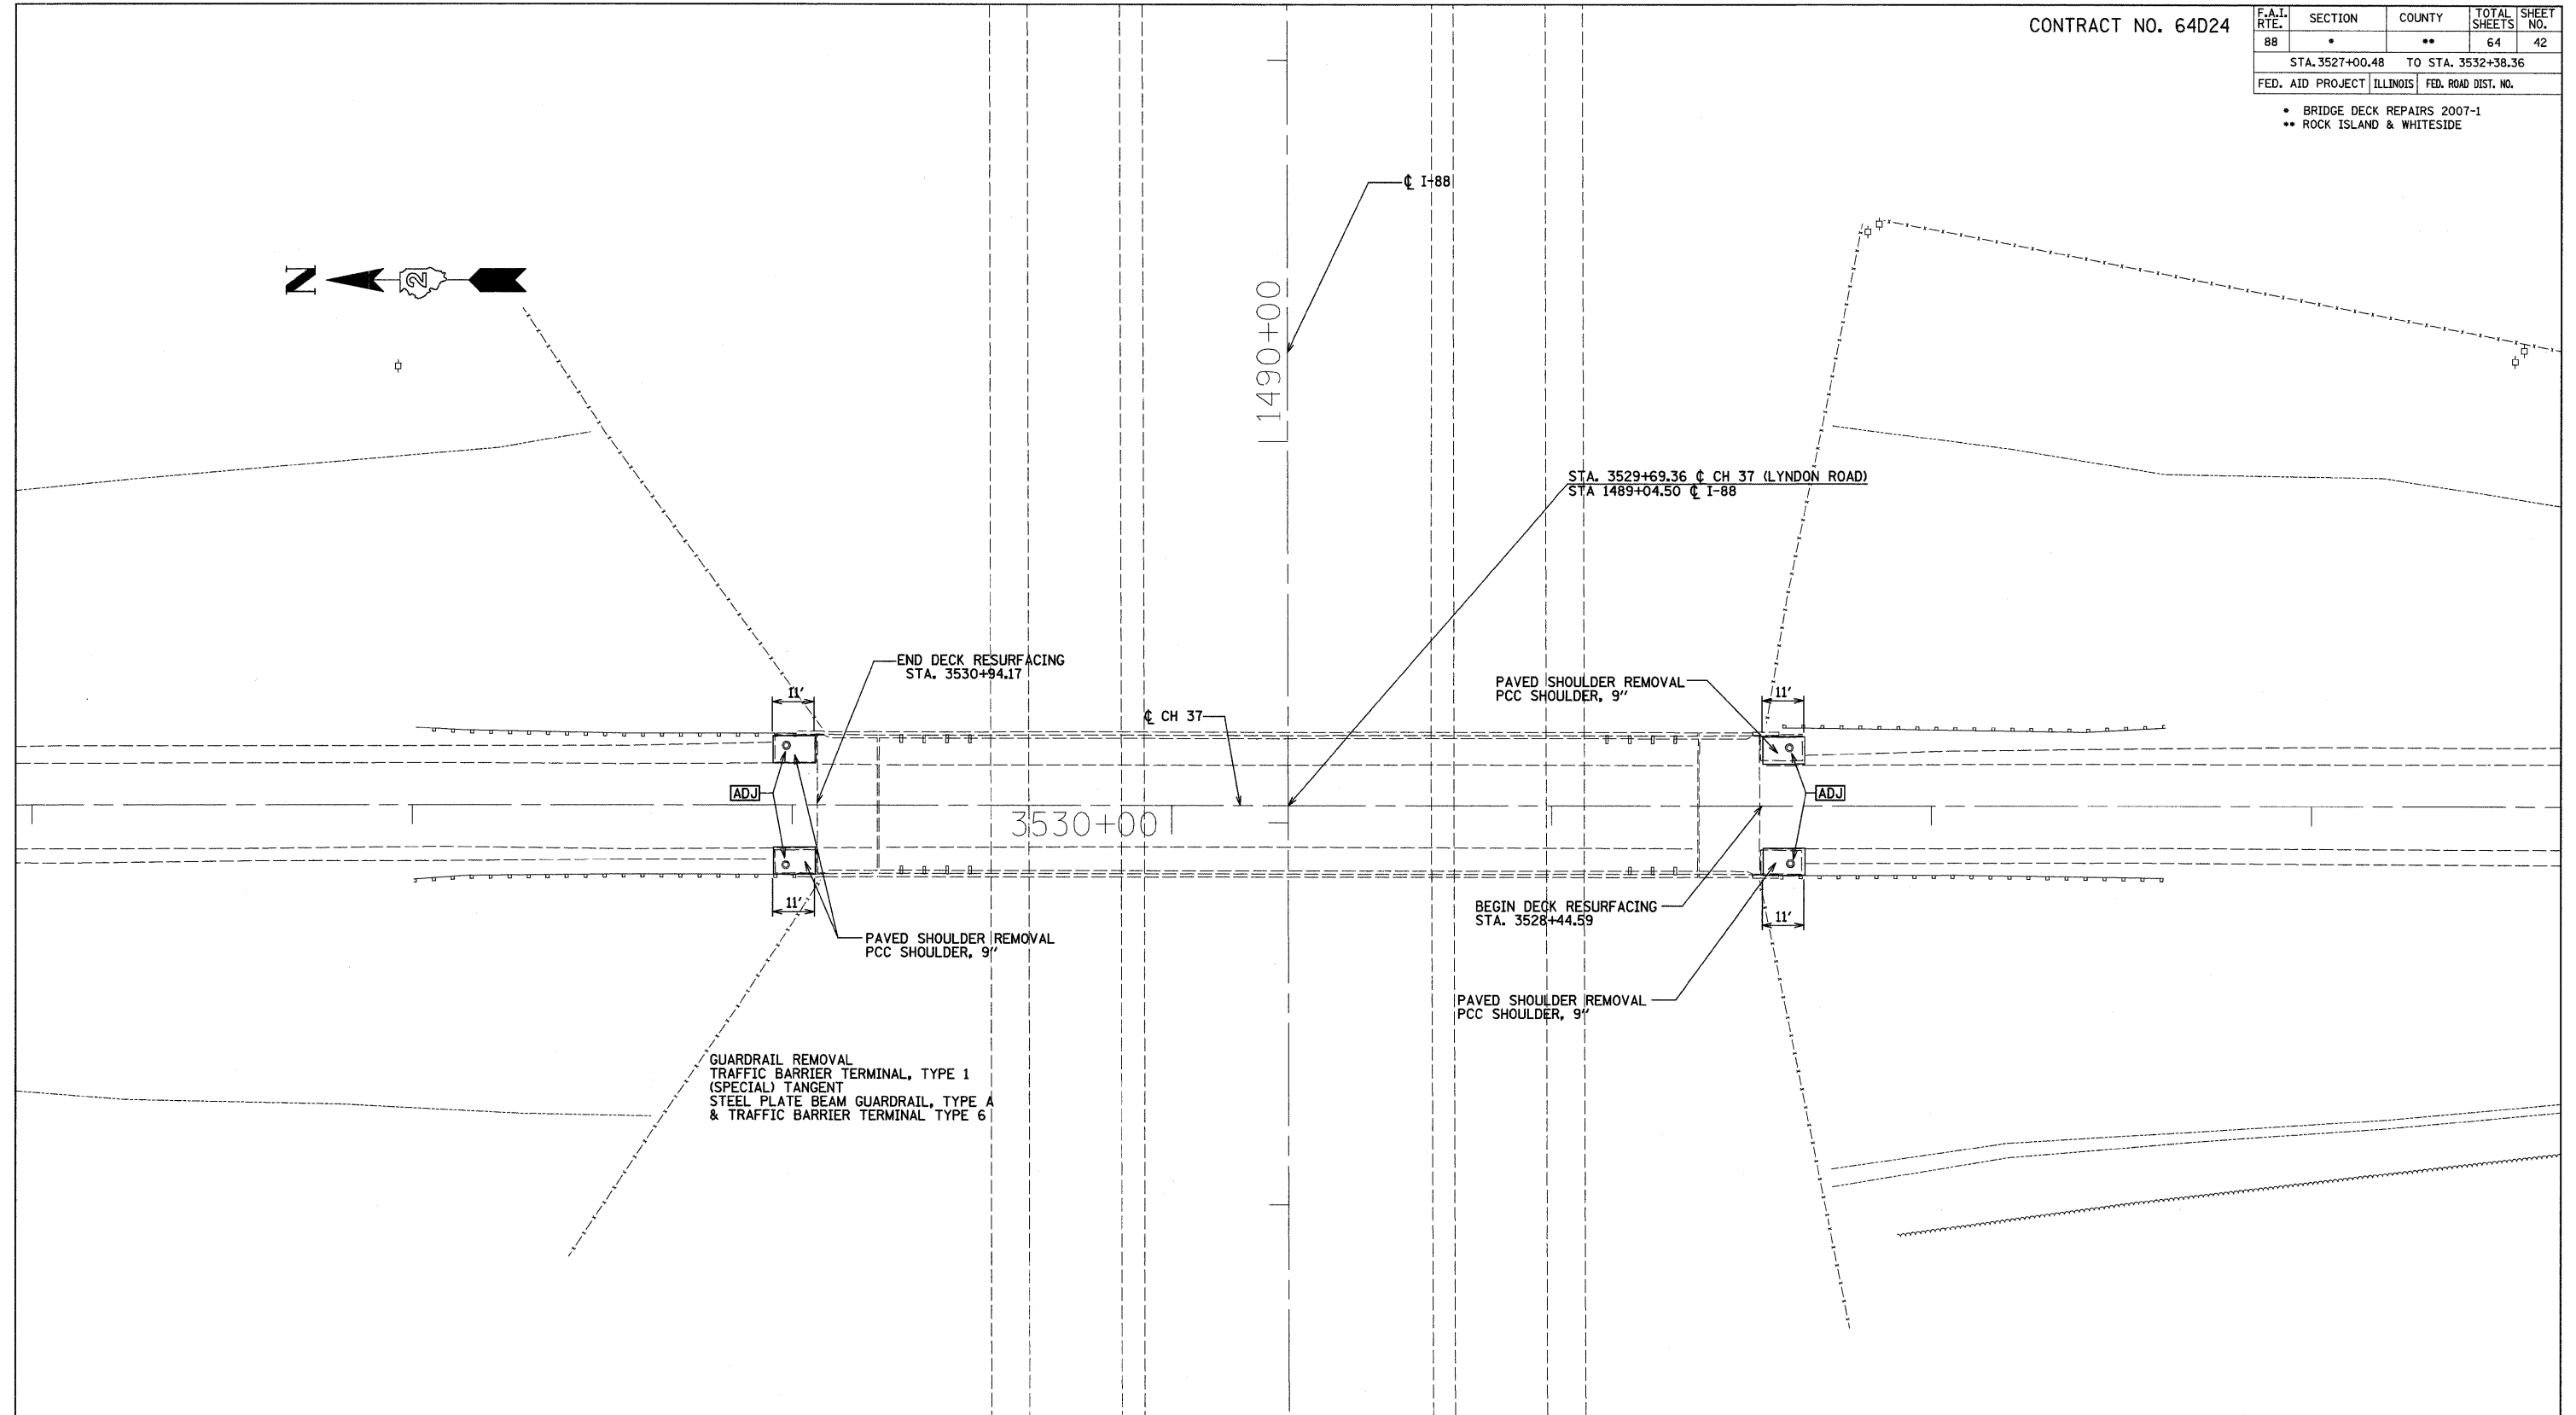 CONTRACT NO. 64D24
F.A.I. RTE. SECTION COUNTY TOTAL SHEETS SHEET NO.
88 * ** 64 42
STA. 3527+00.48 TO STA. 3532+38.36
FED. AID PROJECT ILLINOIS FED. ROAD DIST. NO.
* BRIDGE DECK REPAIRS 2007-1
** ROCK ISLAND & WHITESIDE
℄ I-88
N
2
1490+00
STA. 3529+69.36 ℄ CH 37 (LYNDON ROAD)
STA 1489+04.50 ℄ I-88
END DECK RESURFACING
STA. 3530+94.17
11'
PAVED SHOULDER REMOVAL
PCC SHOULDER, 9"
11'
℄ CH 37
ADJ
ADJ
3530+00
11'
BEGIN DECK RESURFACING
STA. 3528+44.59
11'
PAVED SHOULDER REMOVAL
PCC SHOULDER, 9"
PAVED SHOULDER REMOVAL
PCC SHOULDER, 9"
GUARDRAIL REMOVAL
TRAFFIC BARRIER TERMINAL, TYPE 1
(SPECIAL) TANGENT
STEEL PLATE BEAM GUARDRAIL, TYPE A
& TRAFFIC BARRIER TERMINAL TYPE 6